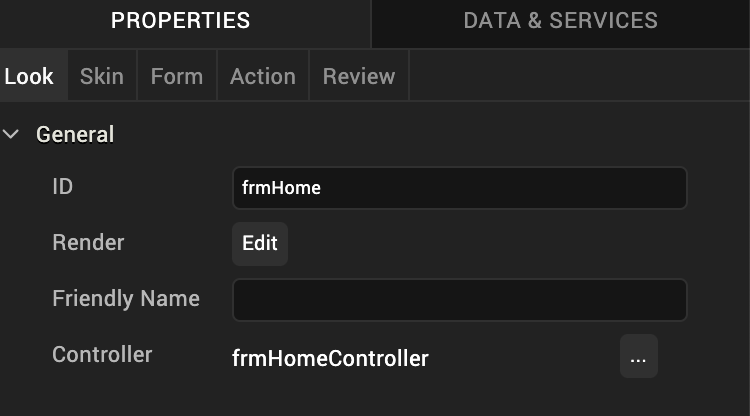 PROPERTIES DATA & SERVICES
Look Skin Form Action Review
General
ID frmHome
Render Edit
Friendly Name
Controller frmHomeController ...